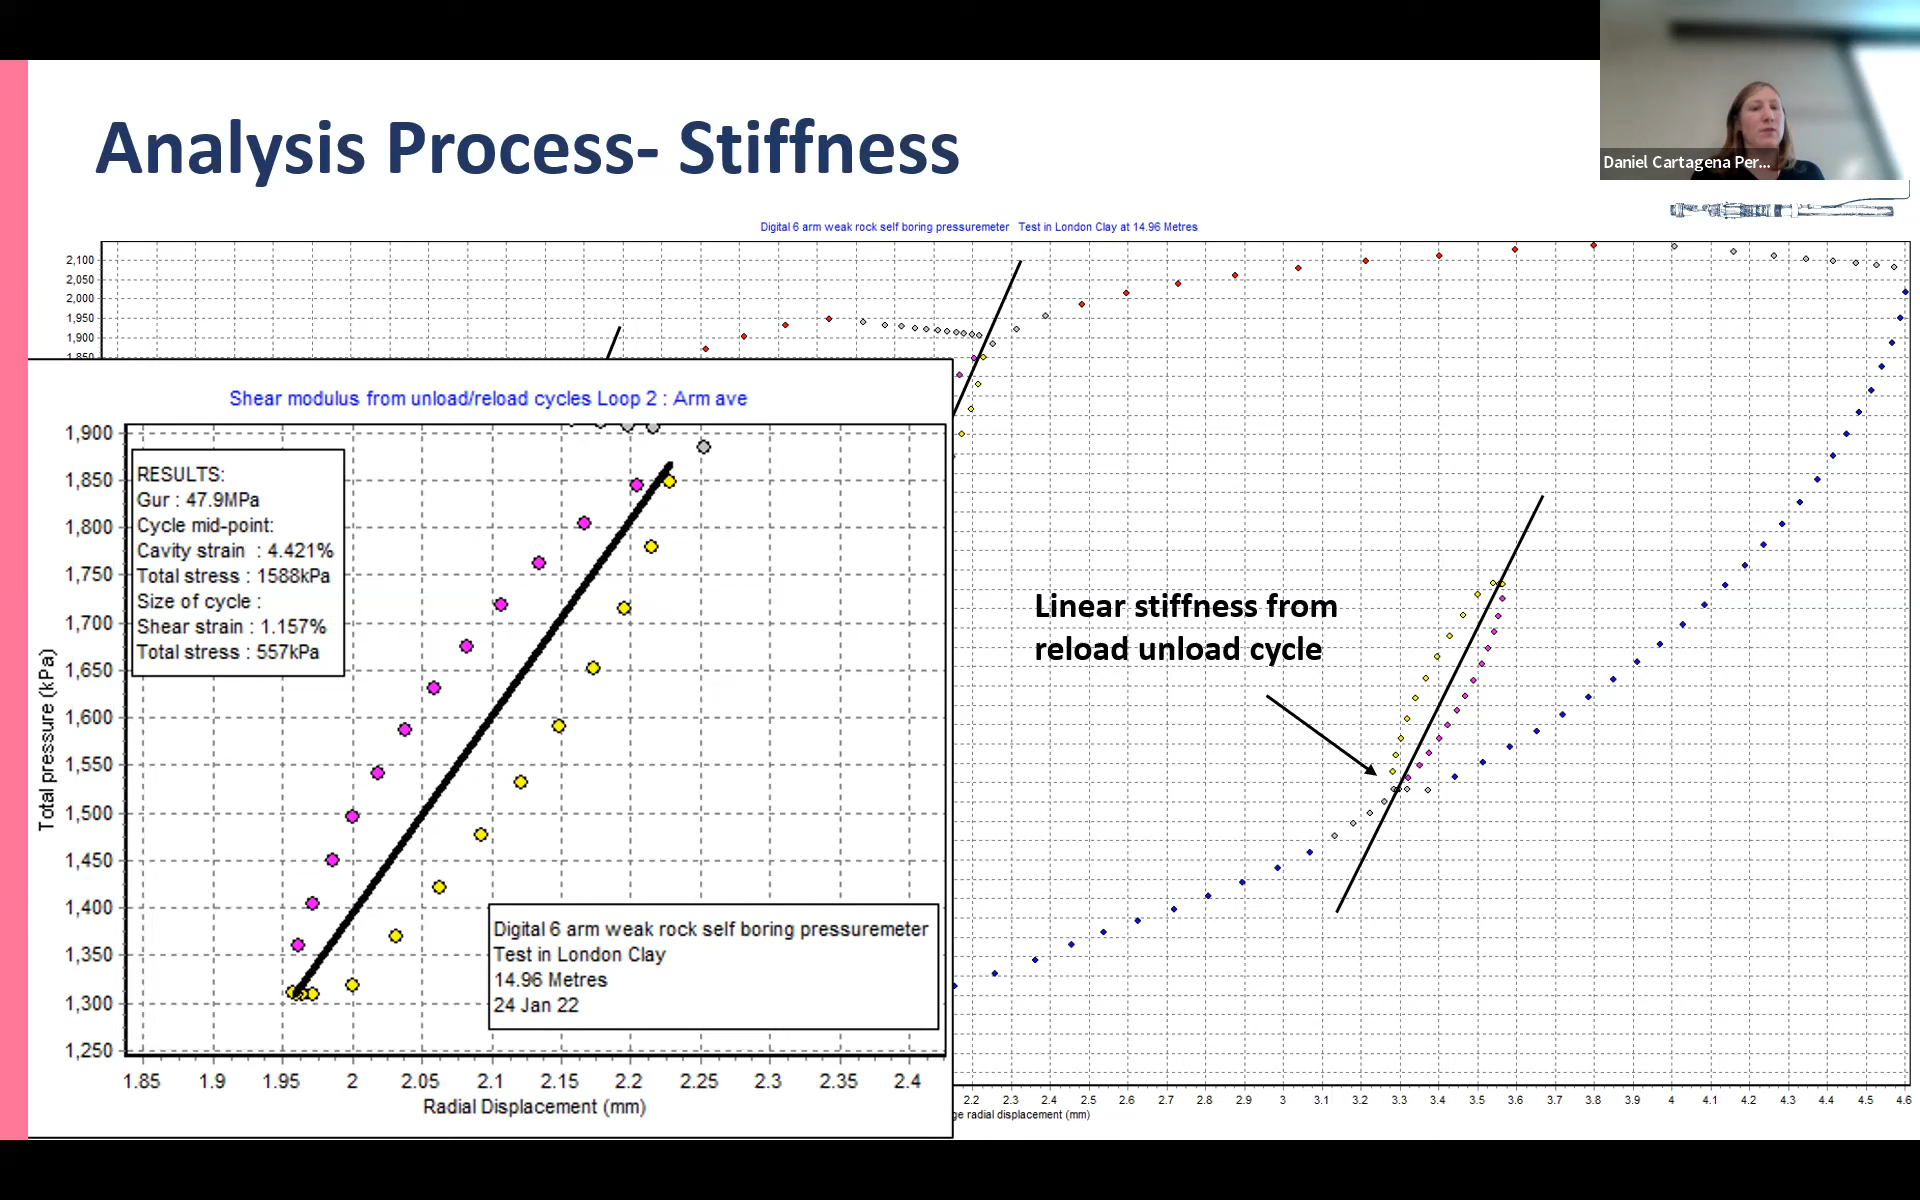 Analysis Process- Stiffness
Daniel Cartagena Per...
Digital 6 arm weak rock self boring pressuremeter Test in London Clay at 14.96 Metres
2,100
2,050
2,000
1,950
1,900
1,850
Shear modulus from unload/reload cycles Loop 2 : Arm ave
1,900
1,850
1,800
1,750
1,700
1,650
1,600
1,550
1,500
1,450
1,400
1,350
1,300
1,250
Total pressure (kPa)
RESULTS:
Gur : 47.9MPa
Cycle mid-point:
Cavity strain : 4.421%
Total stress : 1588kPa
Size of cycle :
Shear strain : 1.157%
Total stress : 557kPa
Digital 6 arm weak rock self boring pressuremeter
Test in London Clay
14.96 Metres
24 Jan 22
1.85 1.9 1.95 2 2.05 2.1 2.15 2.2 2.25 2.3 2.35 2.4
Radial Displacement (mm)
Linear stiffness from
reload unload cycle
2.2 2.3 2.4 2.5 2.6 2.7 2.8 2.9 3 3.1 3.2 3.3 3.4 3.5 3.6 3.7 3.8 3.9 4 4.1 4.2 4.3 4.4 4.5 4.6
ge radial displacement (mm)